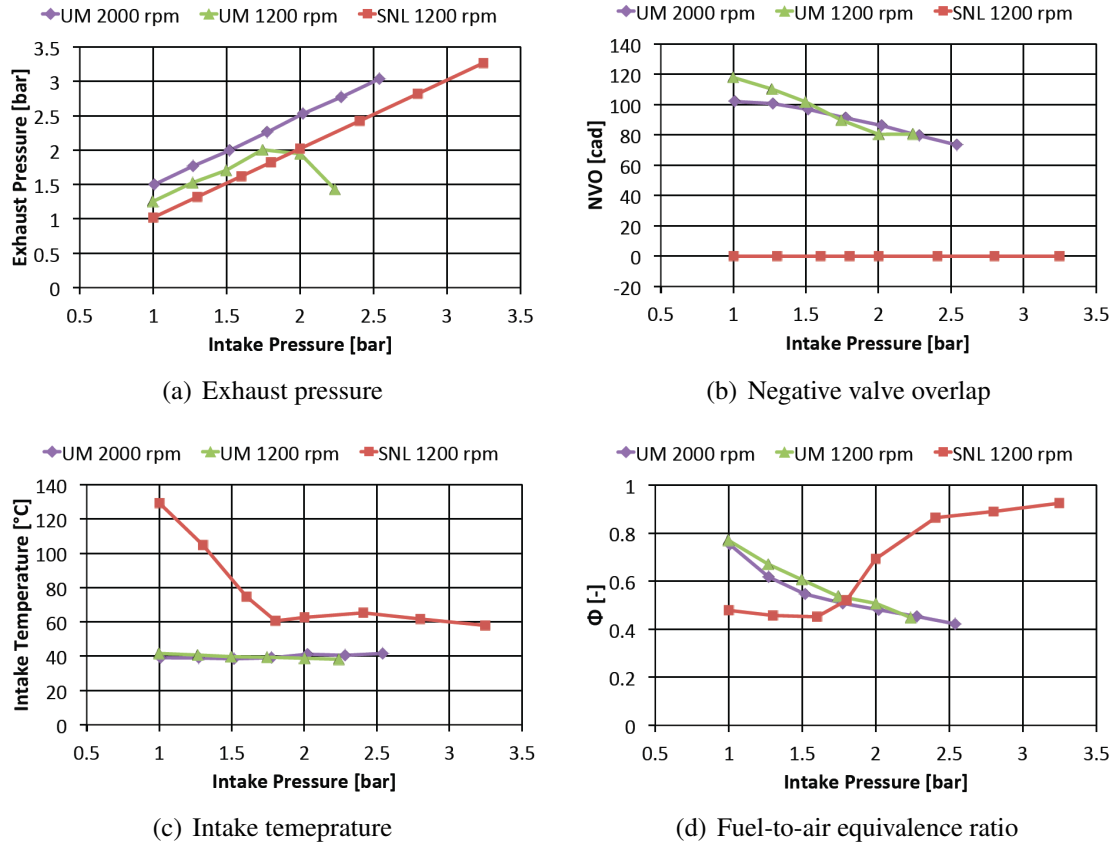 UM 2000 rpm UM 1200 rpm SNL 1200 rpm
Exhaust Pressure [bar]
3.5
3
2.5
2
1.5
1
0.5
0
0.5 1 1.5 2 2.5 3 3.5
Intake Pressure [bar]
(a) Exhaust pressure
UM 2000 rpm UM 1200 rpm SNL 1200 rpm
NVO [cad]
140
120
100
80
60
40
20
0
-20
0.5 1 1.5 2 2.5 3 3.5
Intake Pressure [bar]
(b) Negative valve overlap
UM 2000 rpm UM 1200 rpm SNL 1200 rpm
Intake Temperature [°C]
140
120
100
80
60
40
20
0
0.5 1 1.5 2 2.5 3 3.5
Intake Pressure [bar]
(c) Intake temeprature
UM 2000 rpm UM 1200 rpm SNL 1200 rpm
Φ [-]
1
0.8
0.6
0.4
0.2
0
0.5 1 1.5 2 2.5 3 3.5
Intake Pressure [bar]
(d) Fuel-to-air equivalence ratio